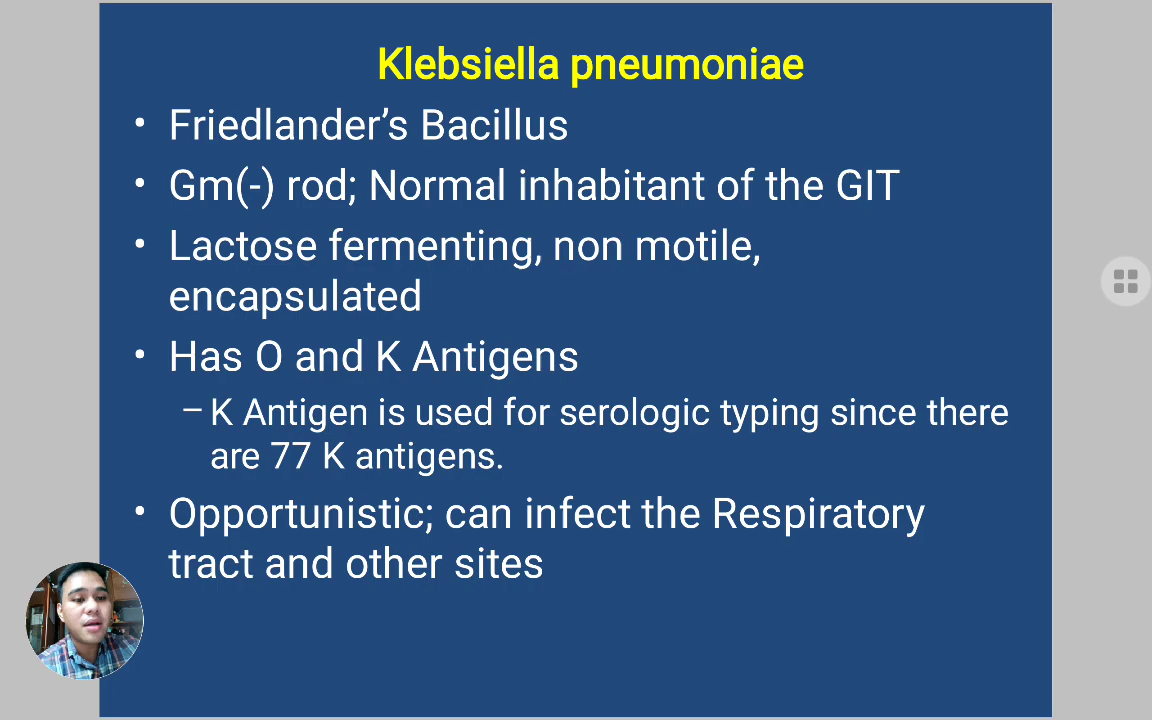 Klebsiella pneumoniae
• Friedlander’s Bacillus
• Gm(-) rod; Normal inhabitant of the GIT
• Lactose fermenting, non motile,
encapsulated
• Has O and K Antigens
– K Antigen is used for serologic typing since there
are 77 K antigens.
• Opportunistic; can infect the Respiratory
tract and other sites